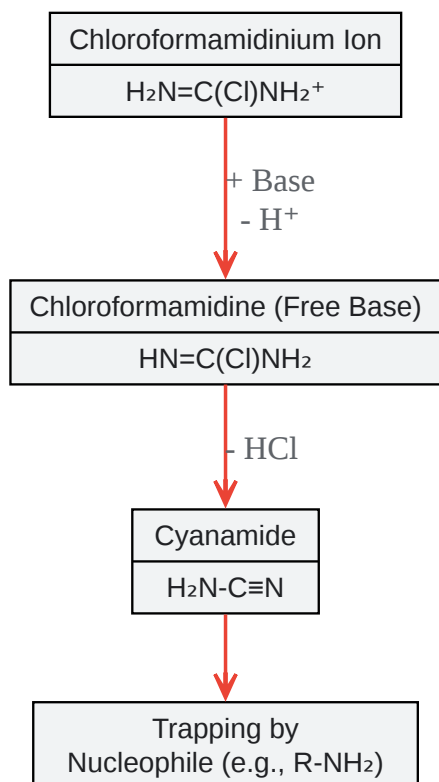 Chloroformamidinium Ion
H₂N=C(Cl)NH₂⁺
+ Base
- H⁺
Chloroformamidine (Free Base)
HN=C(Cl)NH₂
- HCl
Cyanamide
H₂N-C≡N
Trapping by
Nucleophile (e.g., R-NH₂)